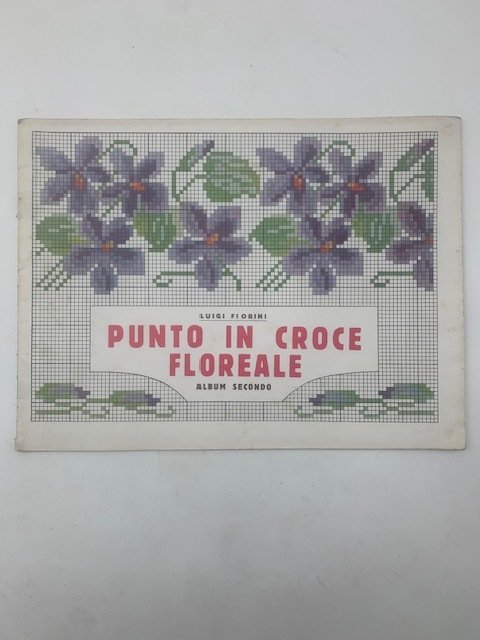 LUIGI FIORINI
PUNTO IN CROCE
FLOREALE
ALBUM SECONDO